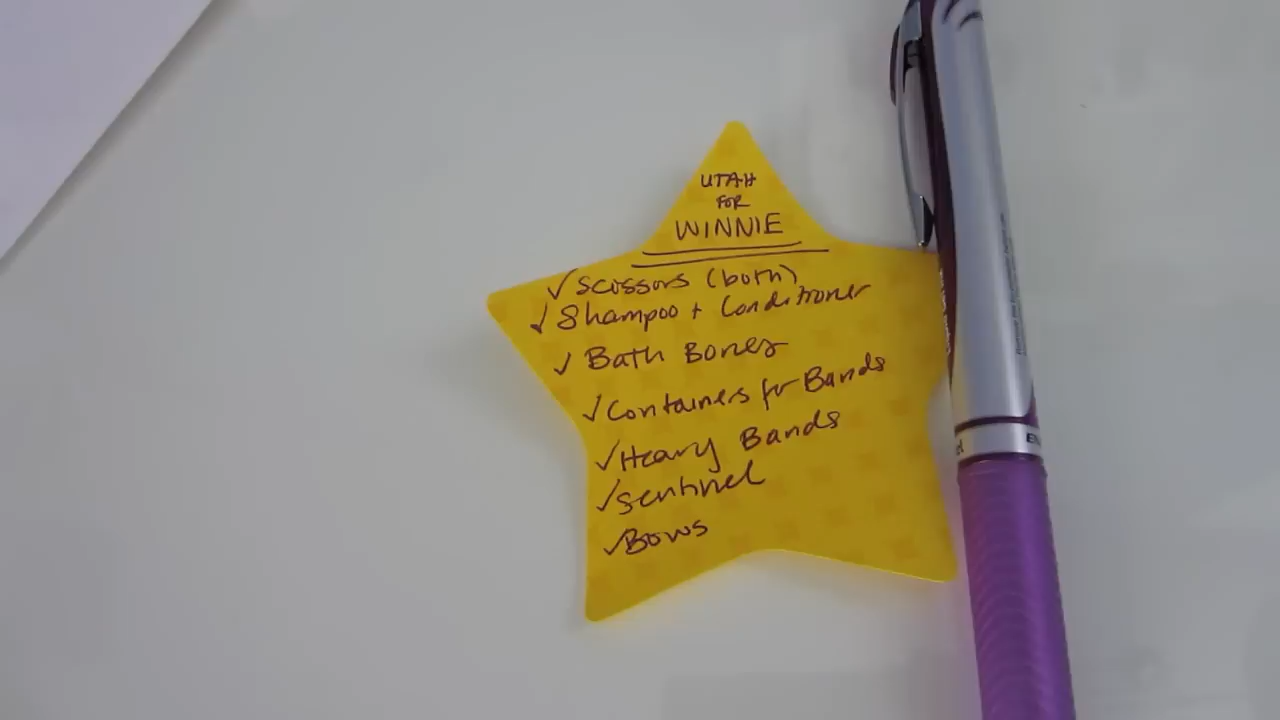 UTAH
FOR
WINNIE
✓ Scissors (both)
✓ Shampoo + Conditioner
✓ Bath Bones
✓ Containers for Bands
✓ Heavy Bands
✓ Sentinel
✓ Bows